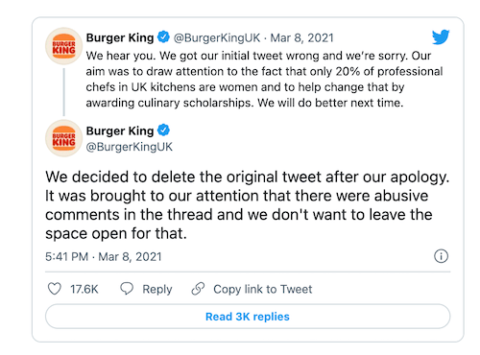 BURGER
KING
Burger King @BurgerKingUK · Mar 8, 2021
We hear you. We got our initial tweet wrong and we're sorry. Our
aim was to draw attention to the fact that only 20% of professional
chefs in UK kitchens are women and to help change that by
awarding culinary scholarships. We will do better next time.
BURGER
KING
Burger King
@BurgerKingUK
We decided to delete the original tweet after our apology.
It was brought to our attention that there were abusive
comments in the thread and we don't want to leave the
space open for that.
5:41 PM · Mar 8, 2021
17.6K Reply Copy link to Tweet
Read 3K replies